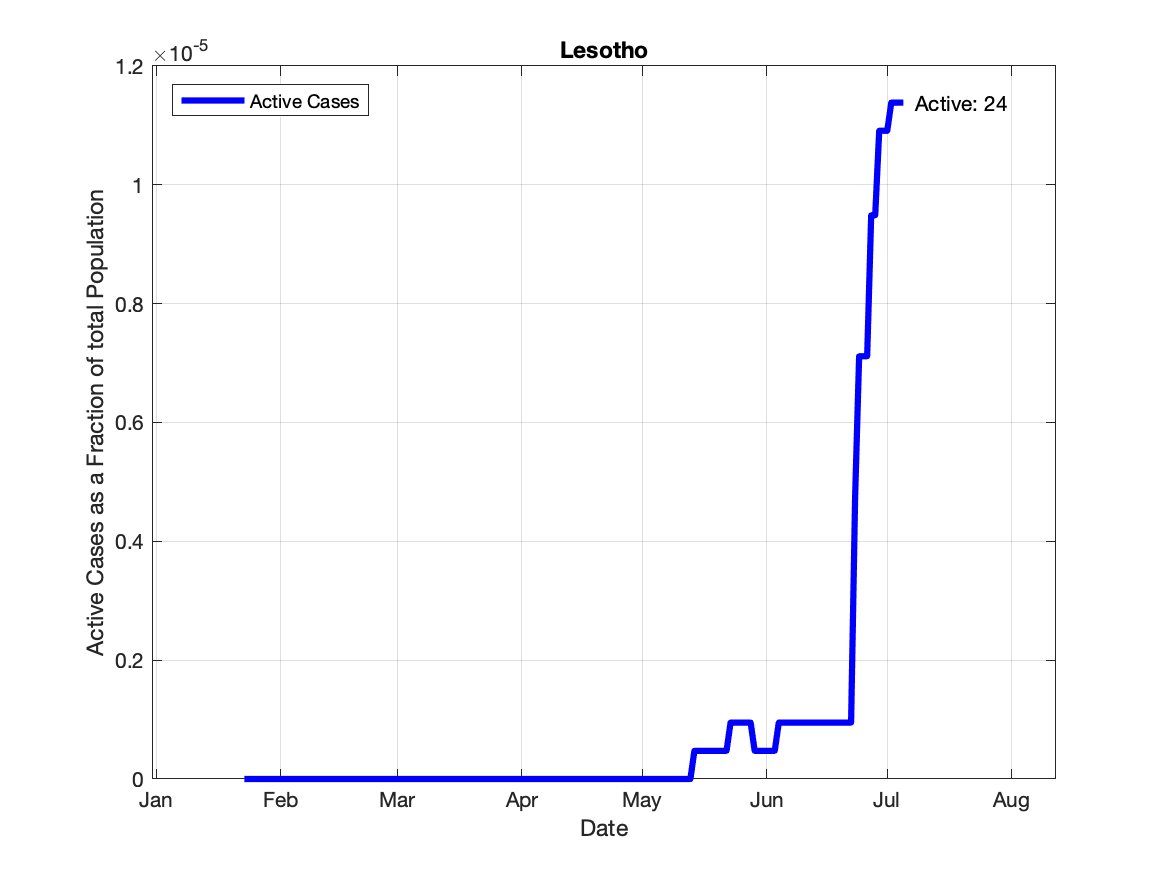 Lesotho
×10-5
Active Cases
Active: 24
1.2
1
0.8
0.6
0.4
0.2
0
Active Cases as a Fraction of total Population
Jan Feb Mar Apr May Jun Jul Aug
Date